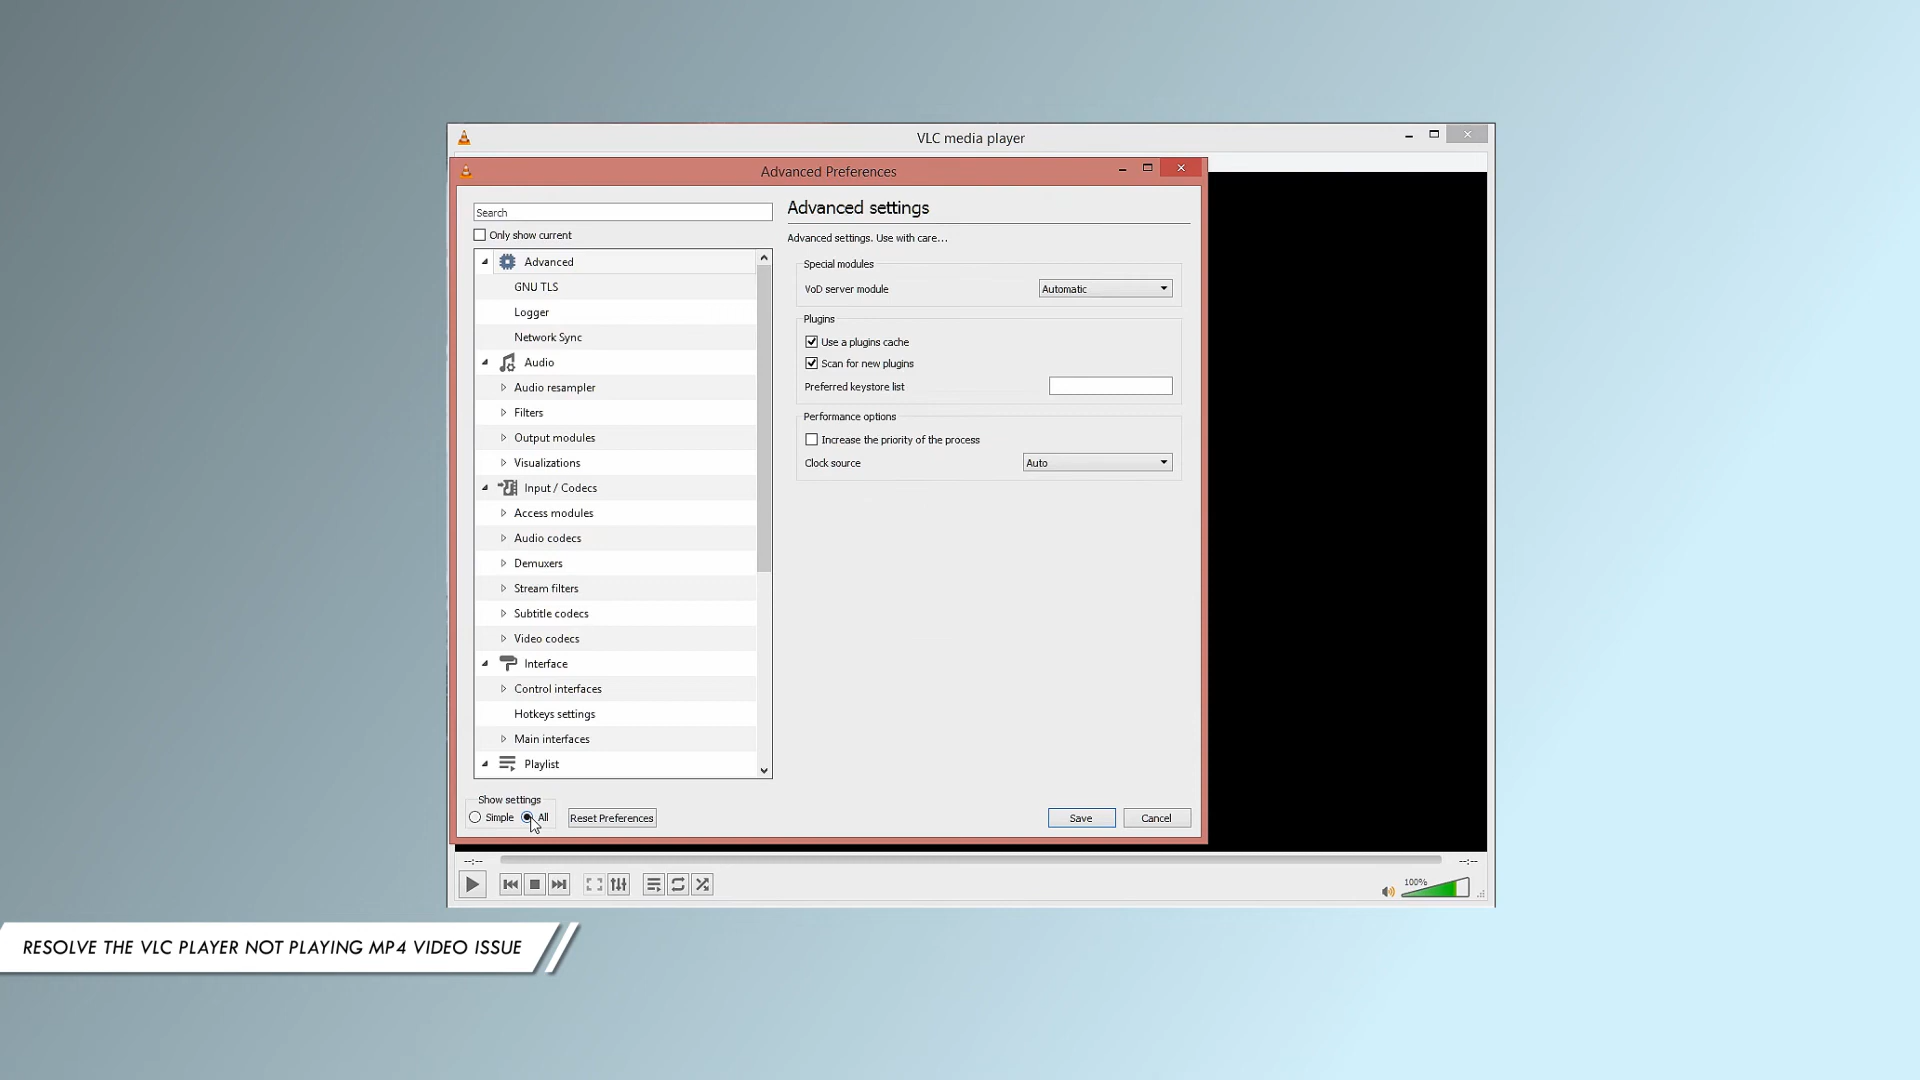 VLC media player
Advanced Preferences
Search
Only show current
Advanced
GNU TLS
Logger
Network Sync
Audio
Audio resampler
Filters
Output modules
Visualizations
Input / Codecs
Access modules
Audio codecs
Demuxers
Stream filters
Subtitle codecs
Video codecs
Interface
Control interfaces
Hotkeys settings
Main interfaces
Playlist
Advanced settings
Advanced settings. Use with care...
Special modules
VoD server module
Automatic
Plugins
Use a plugins cache
Scan for new plugins
Preferred keystore list
Performance options
Increase the priority of the process
Clock source
Auto
Show settings
Simple
All
Reset Preferences
Save
Cancel
--:--
--:--
100%
RESOLVE THE VLC PLAYER NOT PLAYING MP4 VIDEO ISSUE